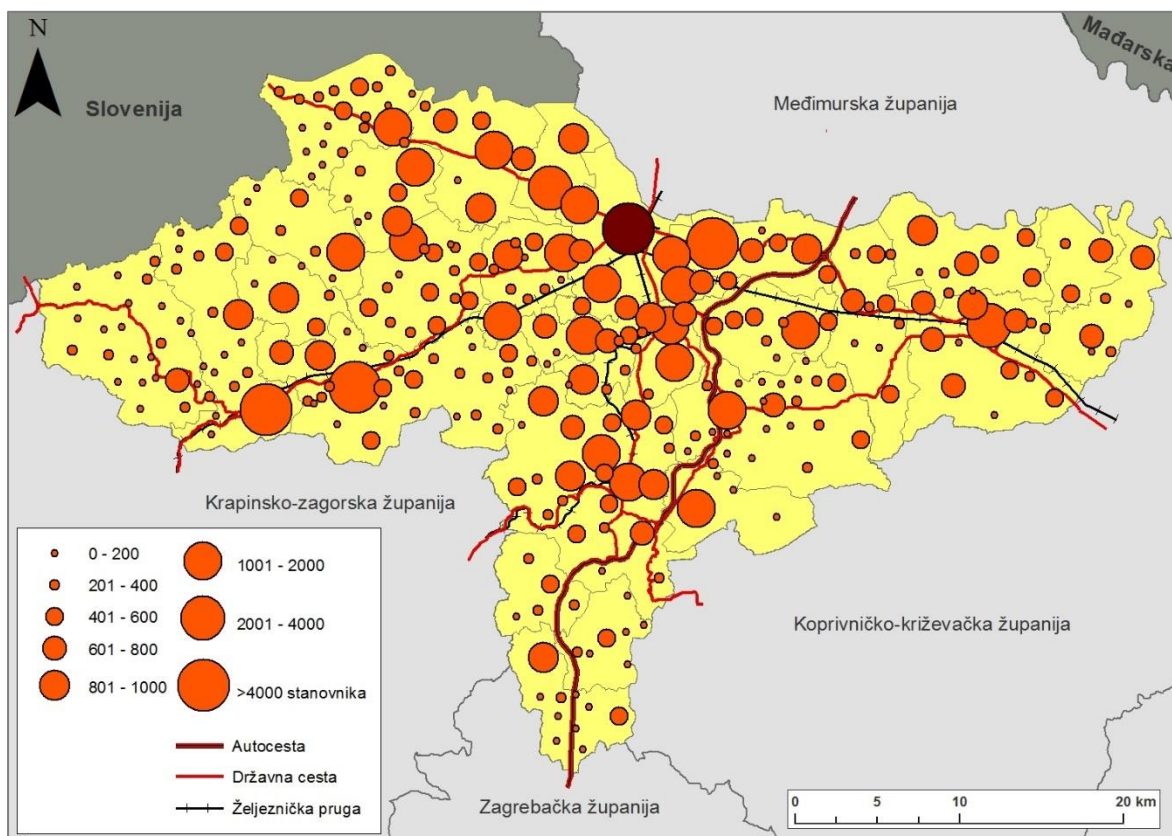 N
Slovenija
Mađarska
Međimurska županija
Krapinsko-zagorska županija
Koprivničko-križevačka županija
Zagrebačka županija
0 - 200
201 - 400
401 - 600
601 - 800
801 - 1000
1001 - 2000
2001 - 4000
>4000 stanovnika
Autocesta
Državna cesta
Željeznička pruga
0 5 10 20 km